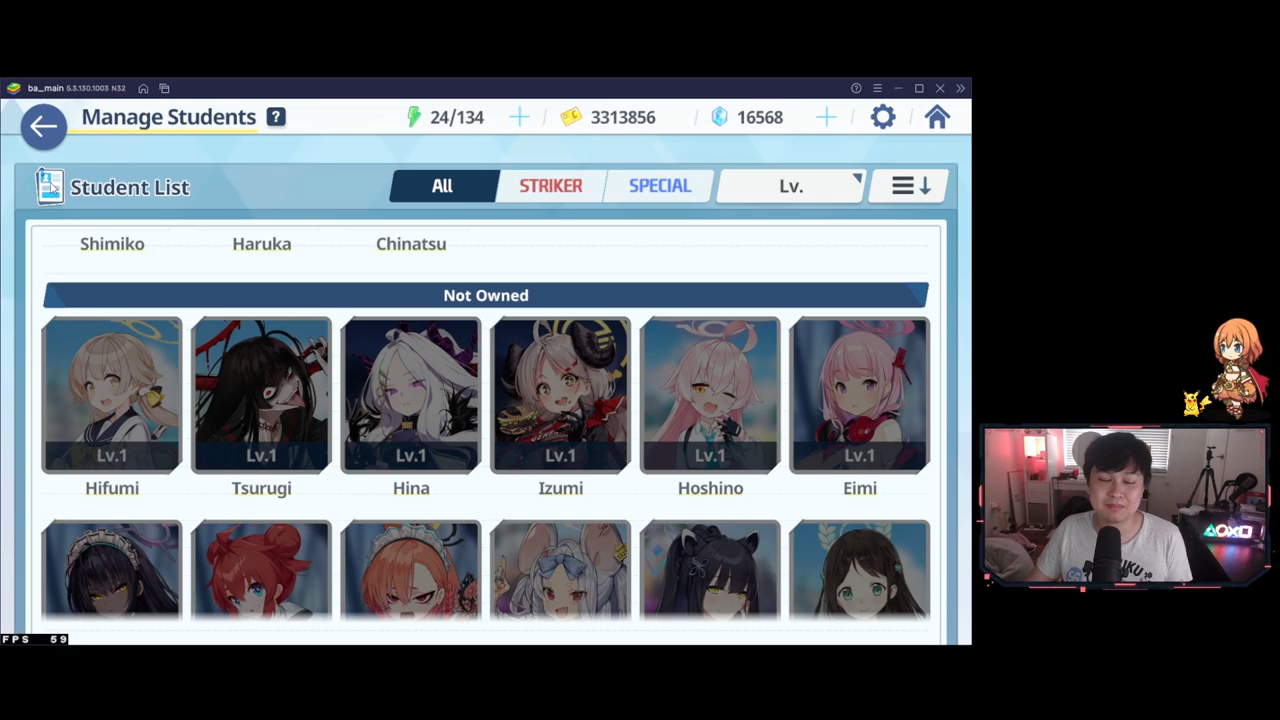 ba_main 5.3.130.1003 N32
Manage Students ?
24/134
3313856
16568
Student List
All
STRIKER
SPECIAL
Lv.
Shimiko
Haruka
Chinatsu
Not Owned
Lv.1
Lv.1
Lv.1
Lv.1
Lv.1
Lv.1
Hifumi
Tsurugi
Hina
Izumi
Hoshino
Eimi
FPS 59